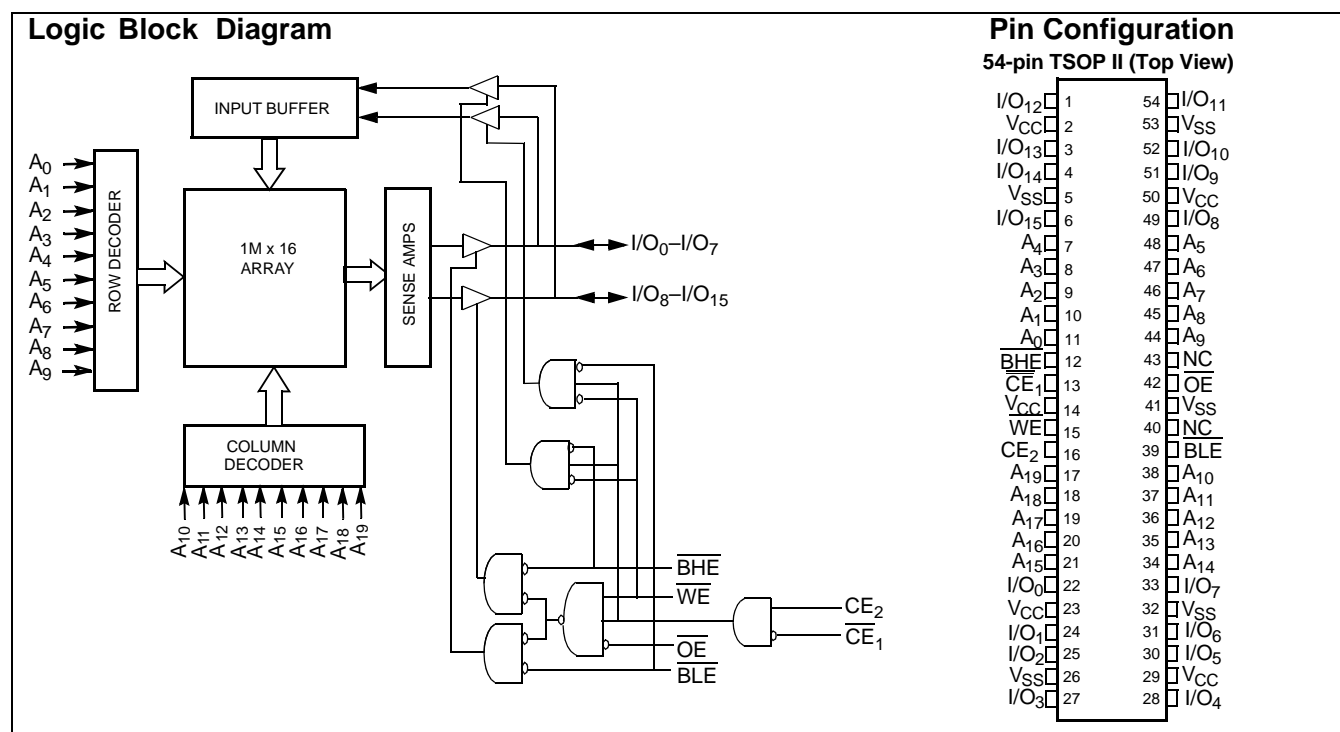 Logic Block Diagram
INPUT BUFFER
A0
A1
A2
A3
A4
A5
A6
A7
A8
A9
ROW DECODER
1M x 16
ARRAY
SENSE AMPS
I/O0–I/O7
I/O8–I/O15
COLUMN
DECODER
A10
A11
A12
A13
A14
A15
A16
A17
A18
A19
BHE
WE
OE
BLE
CE2
CE1
Pin Configuration
54-pin TSOP II (Top View)
I/O12 1 54 I/O11
VCC 2 53 VSS
I/O13 3 52 I/O10
I/O14 4 51 I/O9
VSS 5 50 VCC
I/O15 6 49 I/O8
A4 7 48 A5
A3 8 47 A6
A2 9 46 A7
A1 10 45 A8
A0 11 44 A9
BHE 12 43 NC
CE1 13 42 OE
VCC 14 41 VSS
WE 15 40 NC
CE2 16 39 BLE
A19 17 38 A10
A18 18 37 A11
A17 19 36 A12
A16 20 35 A13
A15 21 34 A14
I/O0 22 33 I/O7
VCC 23 32 VSS
I/O1 24 31 I/O6
I/O2 25 30 I/O5
VSS 26 29 VCC
I/O3 27 28 I/O4